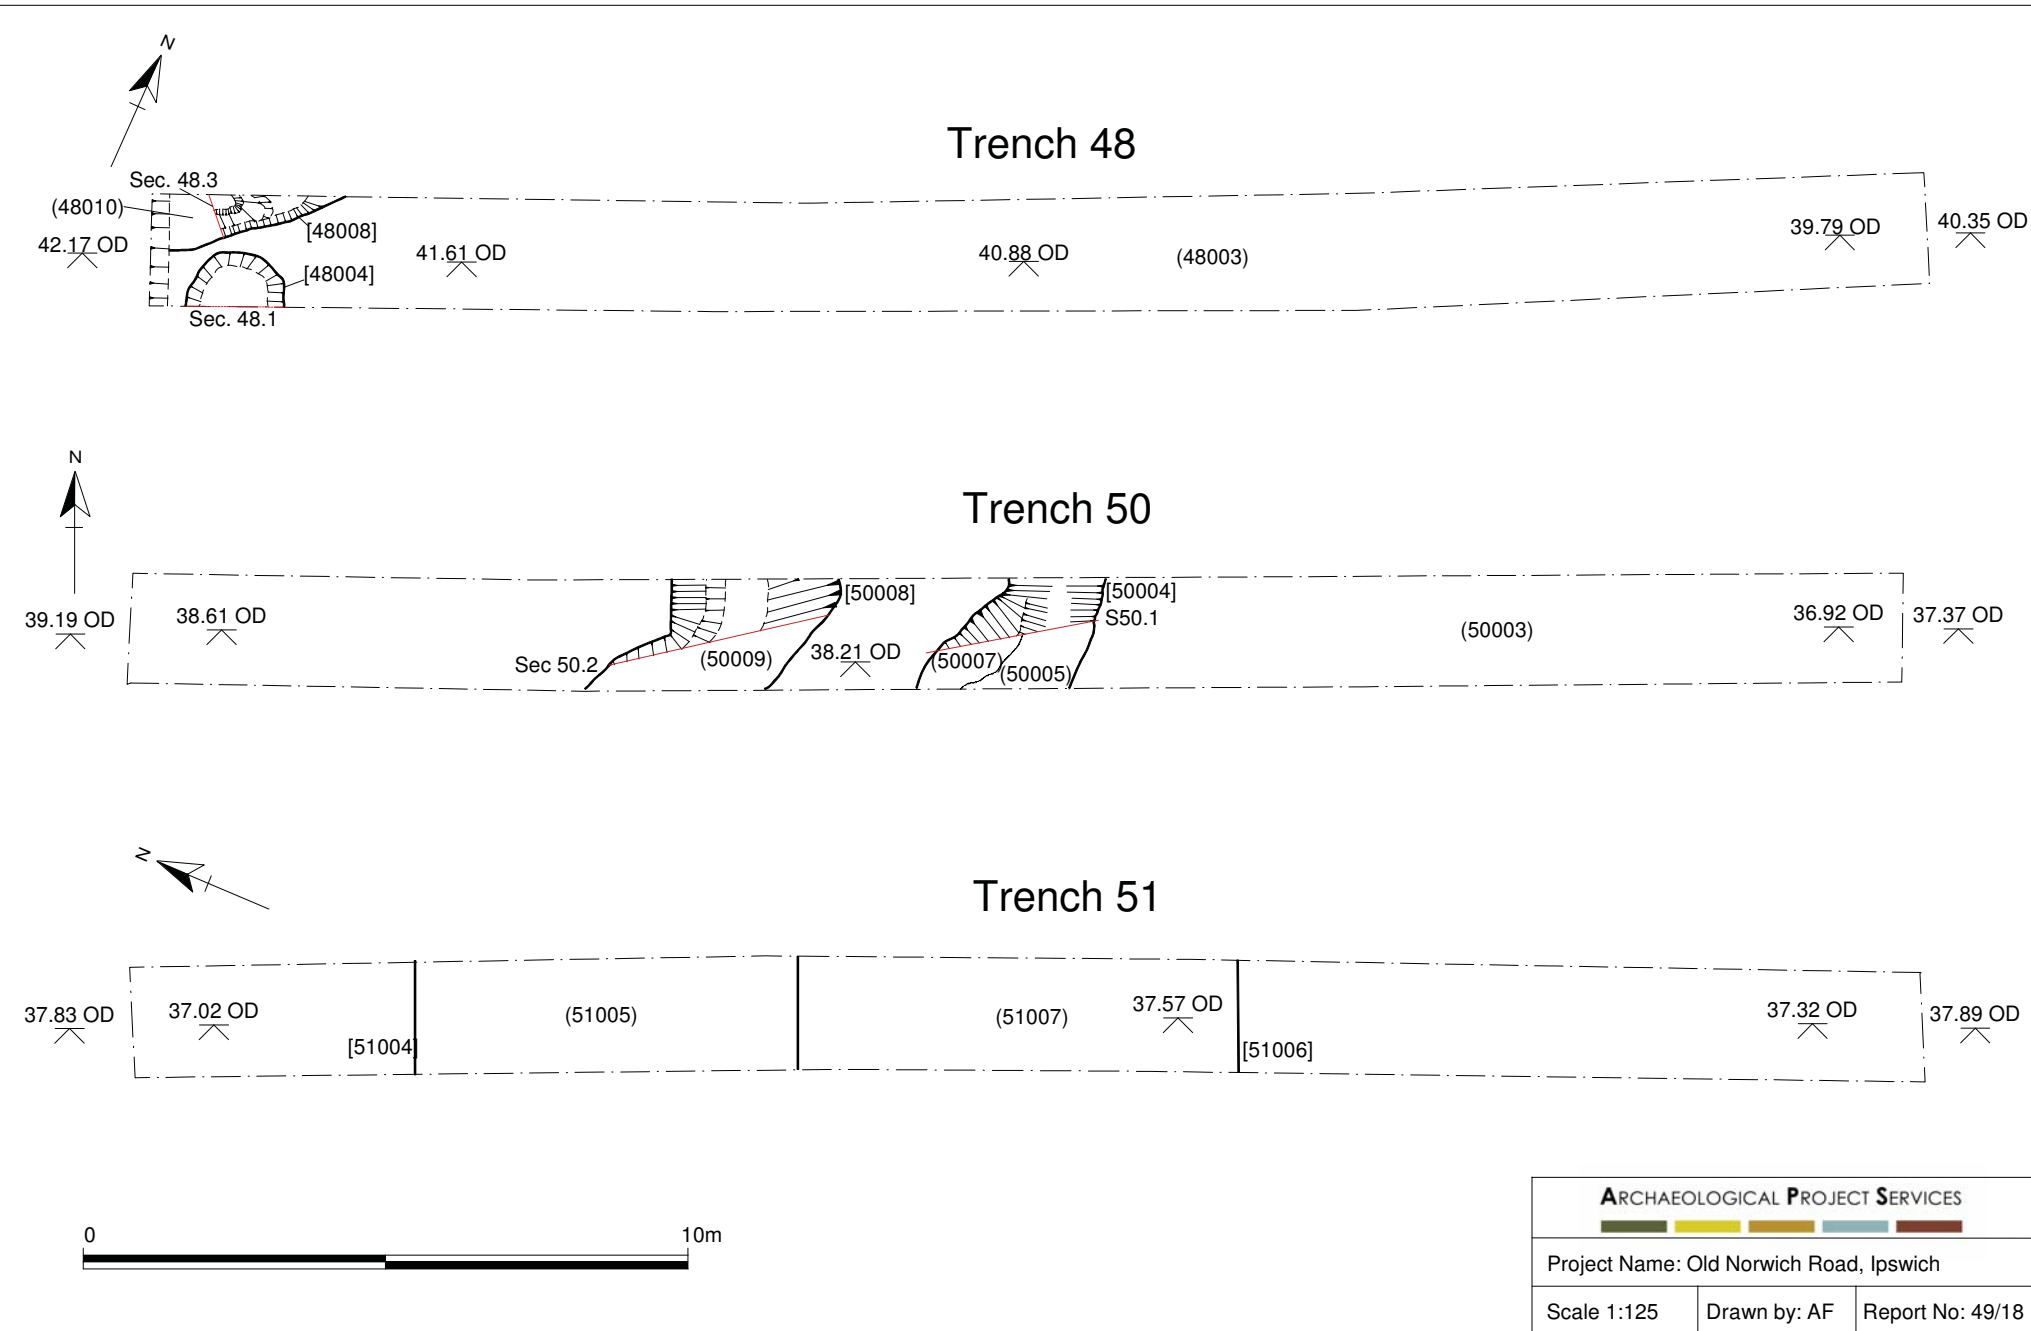 N
Trench 48
Sec. 48.3
(48010)
[48008]
42.17 OD
41.61 OD
40.88 OD
(48003)
39.79 OD
40.35 OD
[48004]
Sec. 48.1
N
Trench 50
39.19 OD
38.61 OD
[50008]
[50004]
S50.1
(50003)
36.92 OD
37.37 OD
Sec 50.2
(50009)
38.21 OD
(50007)
(50005)
N
Trench 51
37.83 OD
37.02 OD
[51004]
(51005)
(51007)
37.57 OD
[51006]
37.32 OD
37.89 OD
0
10m
ARCHAEOLOGICAL PROJECT SERVICES
Project Name: Old Norwich Road, Ipswich
Scale 1:125
Drawn by: AF
Report No: 49/18